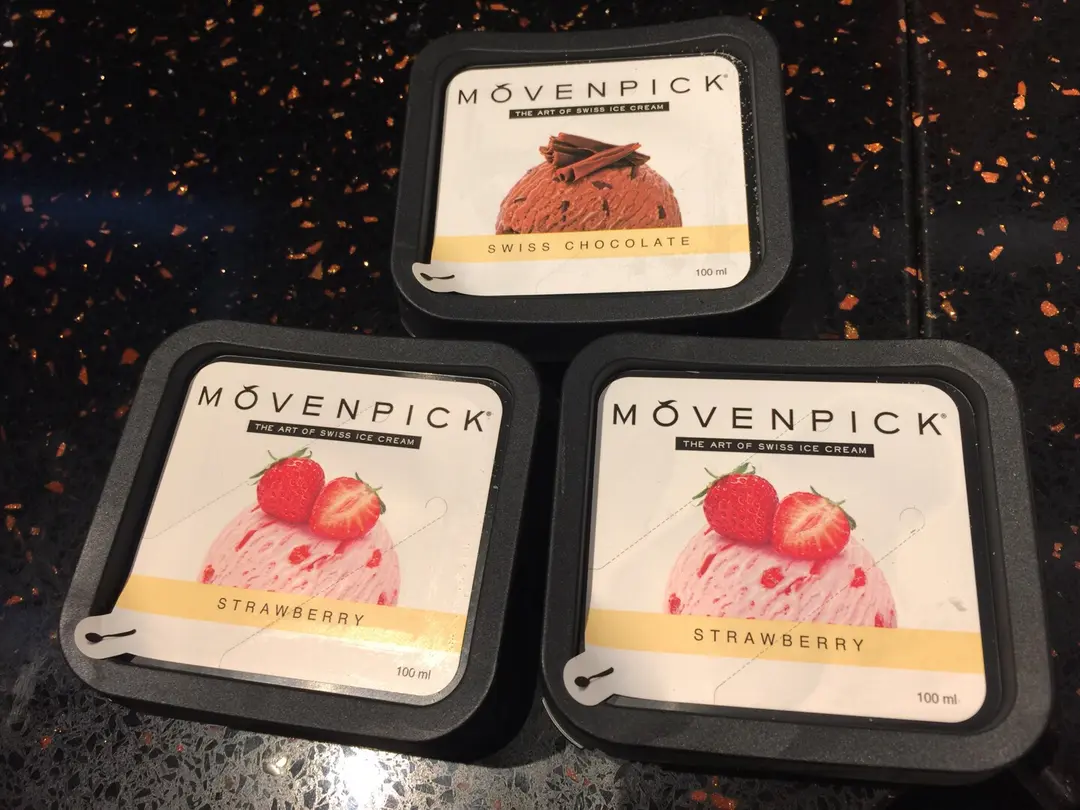 MÖVENPICK®
THE ART OF SWISS ICE CREAM
SWISS CHOCOLATE
100 ml
MÖVENPICK®
THE ART OF SWISS ICE CREAM
STRAWBERRY
100 ml
MÖVENPICK®
THE ART OF SWISS ICE CREAM
STRAWBERRY
100 ml